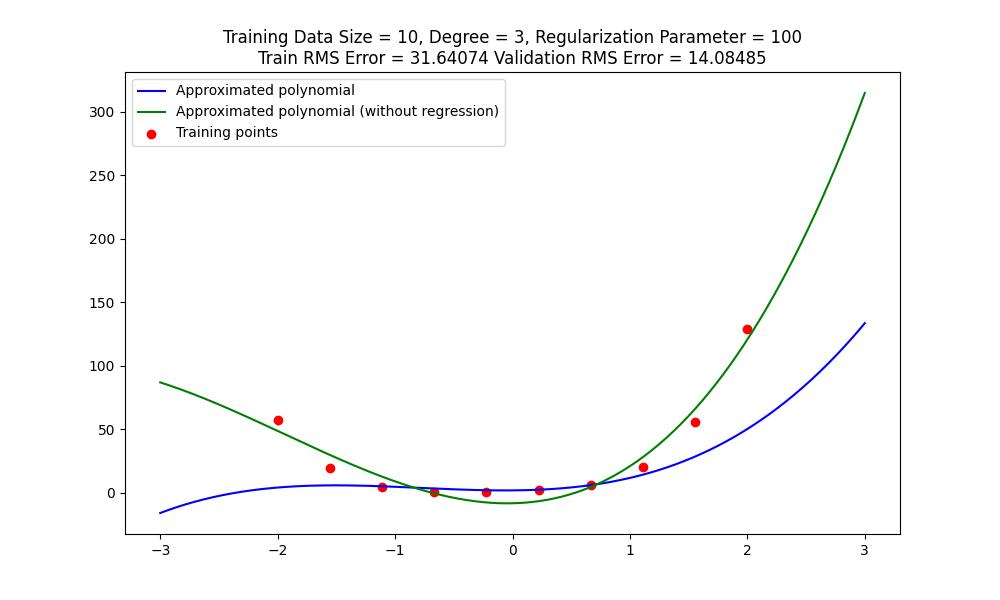 Training Data Size = 10, Degree = 3, Regularization Parameter = 100
Train RMS Error = 31.64074 Validation RMS Error = 14.08485
Approximated polynomial
Approximated polynomial (without regression)
Training points
300
250
200
150
100
50
0
−3
−2
−1
0
1
2
3